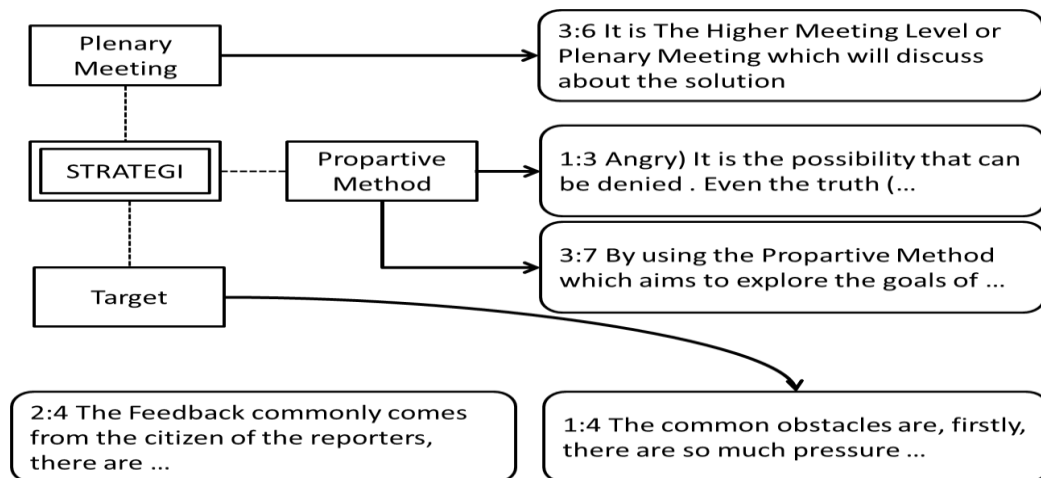 Plenary
Meeting
3:6 It is The Higher Meeting Level or
Plenary Meeting which will discuss
about the solution
STRATEGI
Propartive
Method
1:3 Angry) It is the possibility that can
be denied . Even the truth (...
3:7 By using the Propartive Method
which aims to explore the goals of ...
Target
2:4 The Feedback commonly comes
from the citizen of the reporters,
there are ...
1:4 The common obstacles are, firstly,
there are so much pressure ...